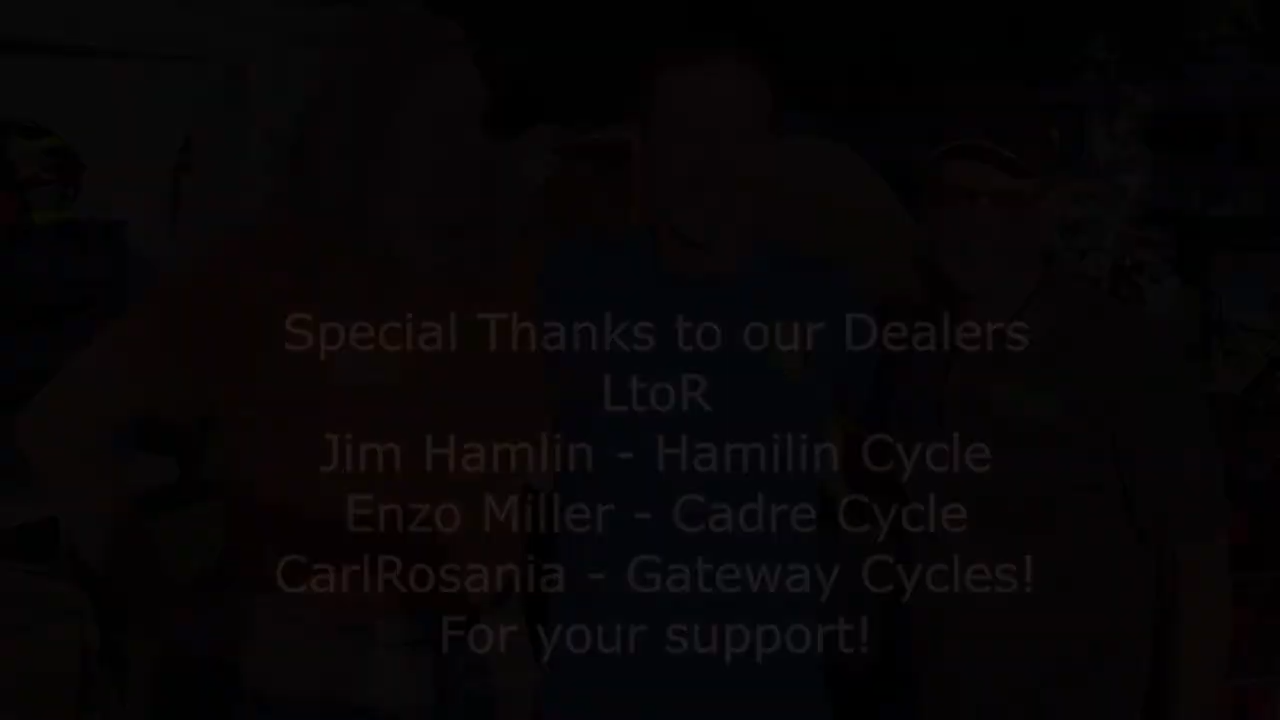 Special Thanks to our Dealers
LtoR
Jim Hamlin - Hamilin Cycle
Enzo Miller - Cadre Cycle
CarlRosania - Gateway Cycles!
For your support!